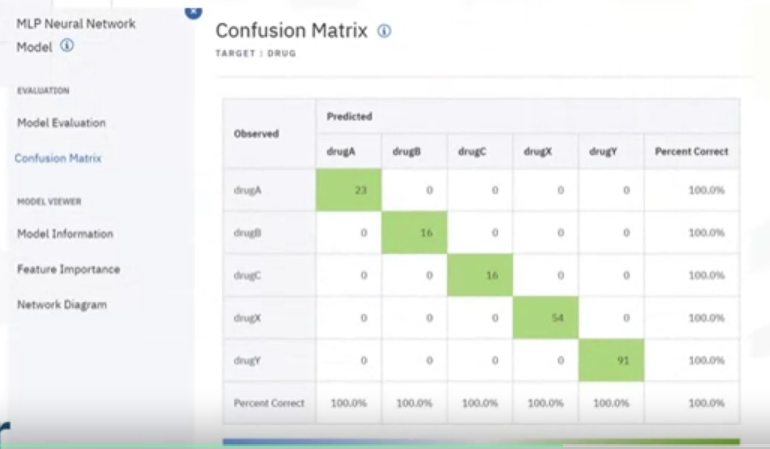 MLP Neural Network
Model
EVALUATION
Model Evaluation
Confusion Matrix
MODEL VIEWER
Model Information
Feature Importance
Network Diagram
Confusion Matrix
TARGET : DRUG
Observed
Predicted
drugA drugB drugC drugX drugY Percent Correct
drugA 23 0 0 0 0 100.0%
drugB 0 16 0 0 0 100.0%
drugC 0 0 16 0 0 100.0%
drugX 0 0 0 54 0 100.0%
drugY 0 0 0 0 91 100.0%
Percent Correct 100.0% 100.0% 100.0% 100.0% 100.0% 100.0%